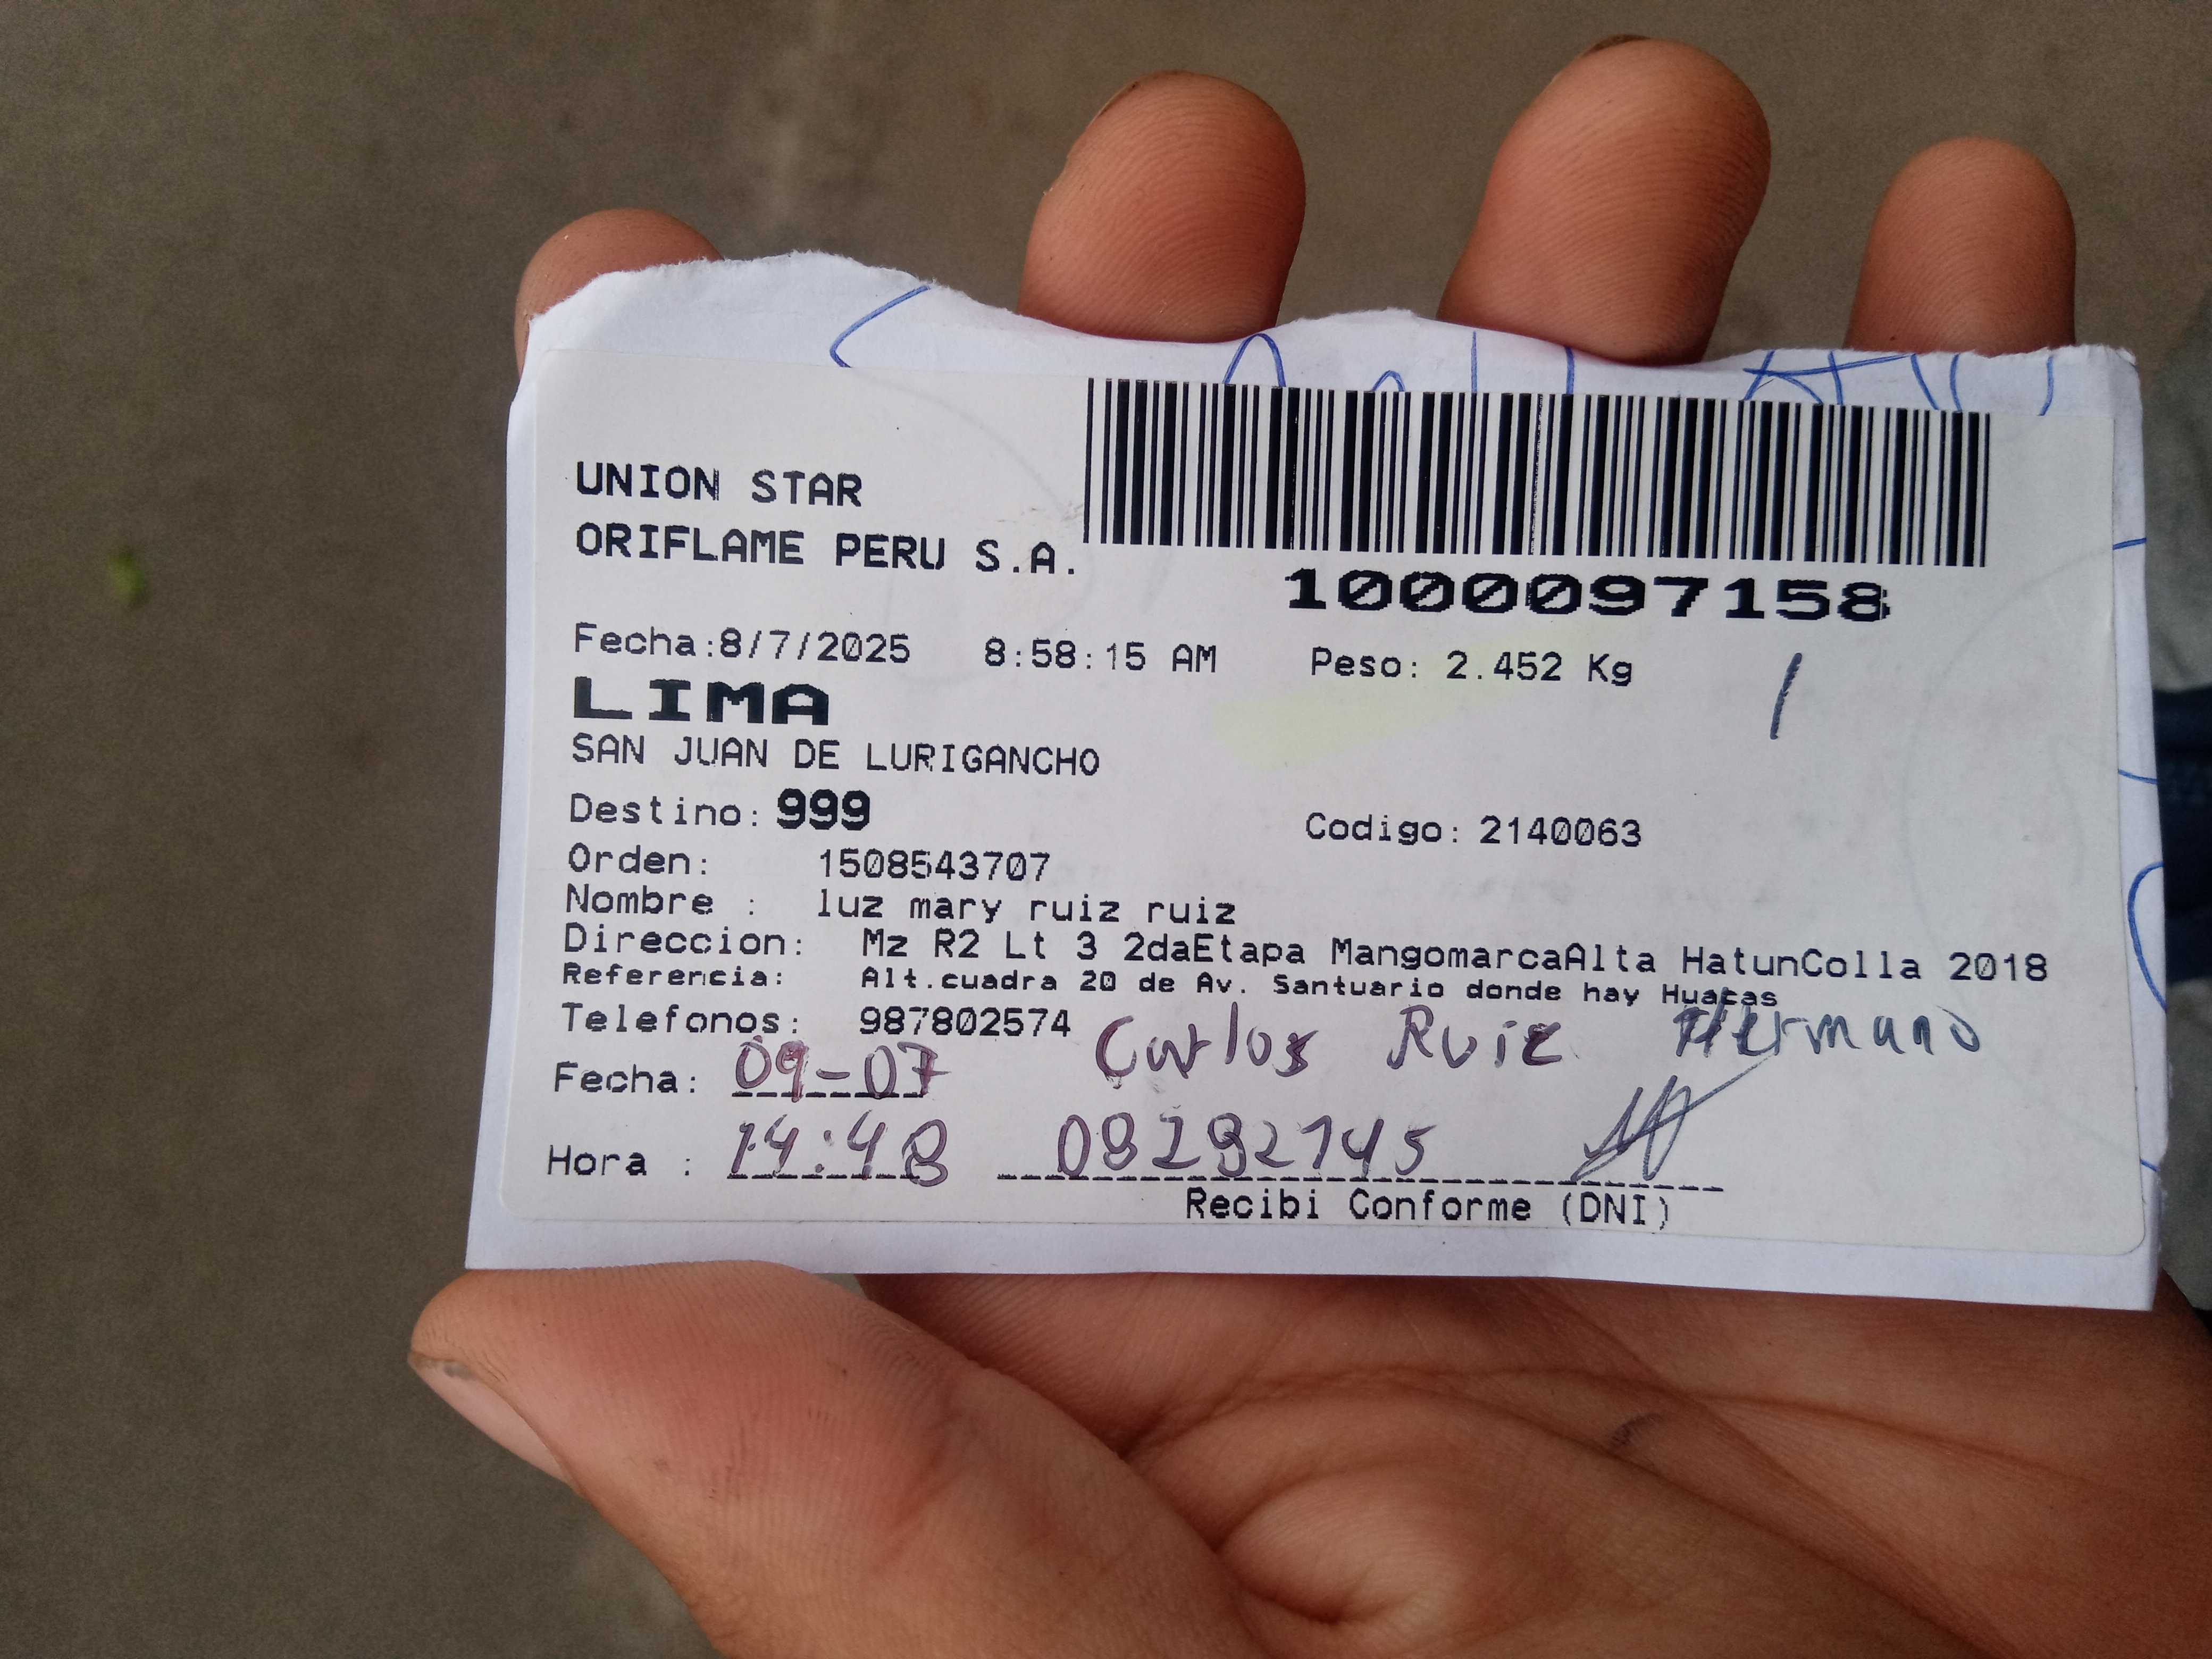 UNION STAR
ORIFLAME PERU S.A.
1000097158
Fecha:8/7/2025 8:58:15 AM Peso: 2.452 Kg
LIMA
SAN JUAN DE LURIGANCHO
Destino: 999 Codigo: 2140063
Orden: 1508543707
Nombre : luz mary ruiz ruiz
Direccion: Mz R2 Lt 3 2daEtapa MangomarcaAlta HatunColla 2018
Referencia: Alt.cuadra 20 de Av. Santuario donde hay Huacas
Telefonos: 987802574 Carlos Ruiz Hermano
Fecha: 09-07
Hora : 14:48
Recibi Conforme (DNI)